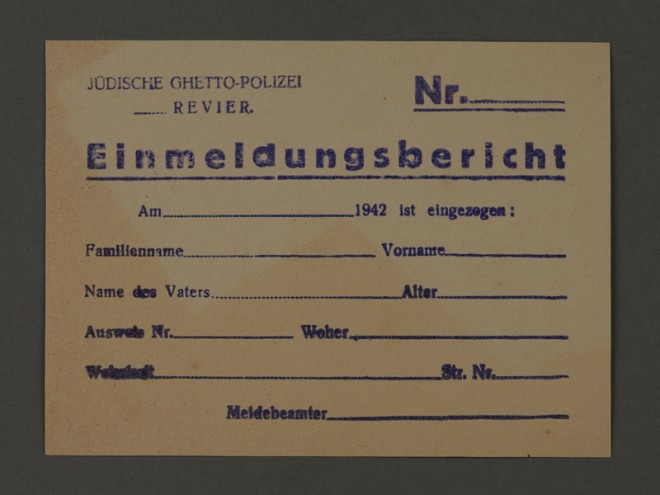 JÜDISCHE GHETTO-POLIZEI Nr.
REVIER.
Einmeldungsbericht
Am 1942 ist eingezogen:
Familienname Vorname
Name des Vaters Alter
Ausweis Nr. Woher
Str. Nr.
Meldebeamter